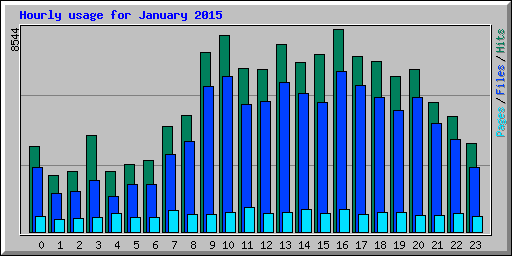 Hourly usage for January 2015
8544
Pages/Files/Hits
0 1 2 3 4 5 6 7 8 9 10 11 12 13 14 15 16 17 18 19 20 21 22 23